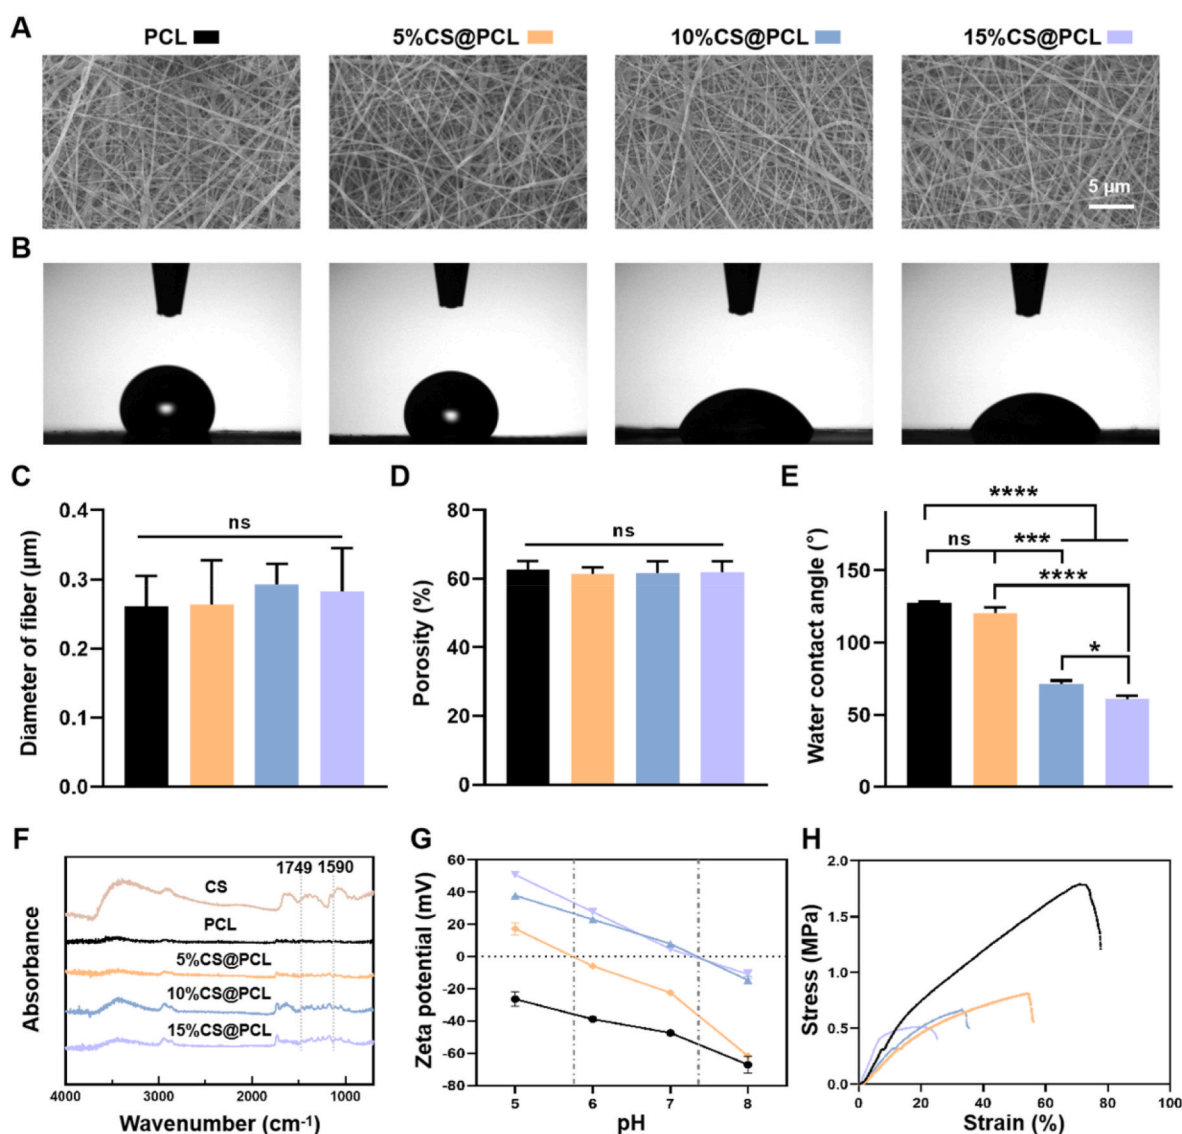 A
PCL
5%CS@PCL
10%CS@PCL
15%CS@PCL
5 µm
B
C
Diameter of fiber (µm)
0.4
0.3
0.2
0.1
0.0
ns
D
Porosity (%)
80
60
40
20
0
ns
E
Water contact angle (°)
150
100
50
0
****
ns
***
****
*
F
Absorbance
1749 1590
CS
PCL
5%CS@PCL
10%CS@PCL
15%CS@PCL
4000 3000 2000 1000
Wavenumber (cm-1)
G
Zeta potential (mV)
60
40
20
0
-20
-40
-60
-80
5 6 7 8
pH
H
Stress (MPa)
2.0
1.5
1.0
0.5
0.0
0 20 40 60 80 100
Strain (%)